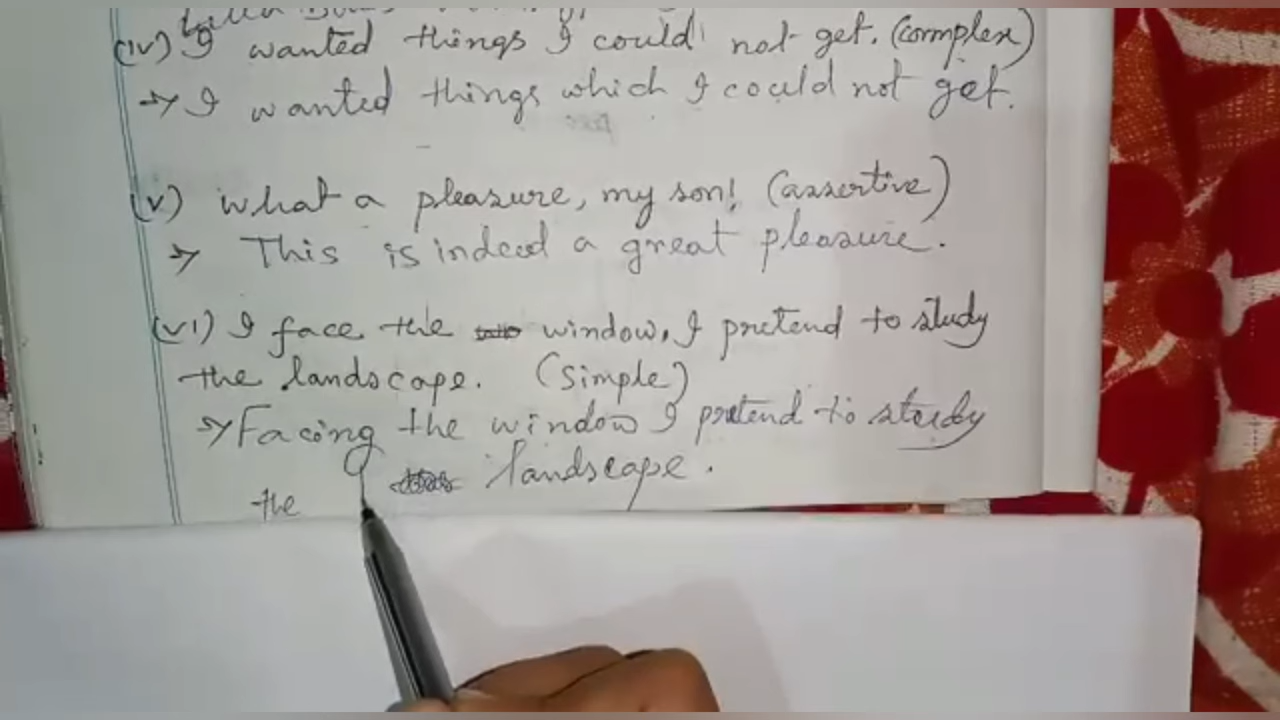 (iv) I wanted things I could not get. (complex)
→ I wanted things which I could not get.
(v) what a pleasure, my son! (assertive)
→ This is indeed a great pleasure.
(vi) I face the window, I pretend to study
the landscape. (simple)
→ Facing the window I pretend to study
the landscape.